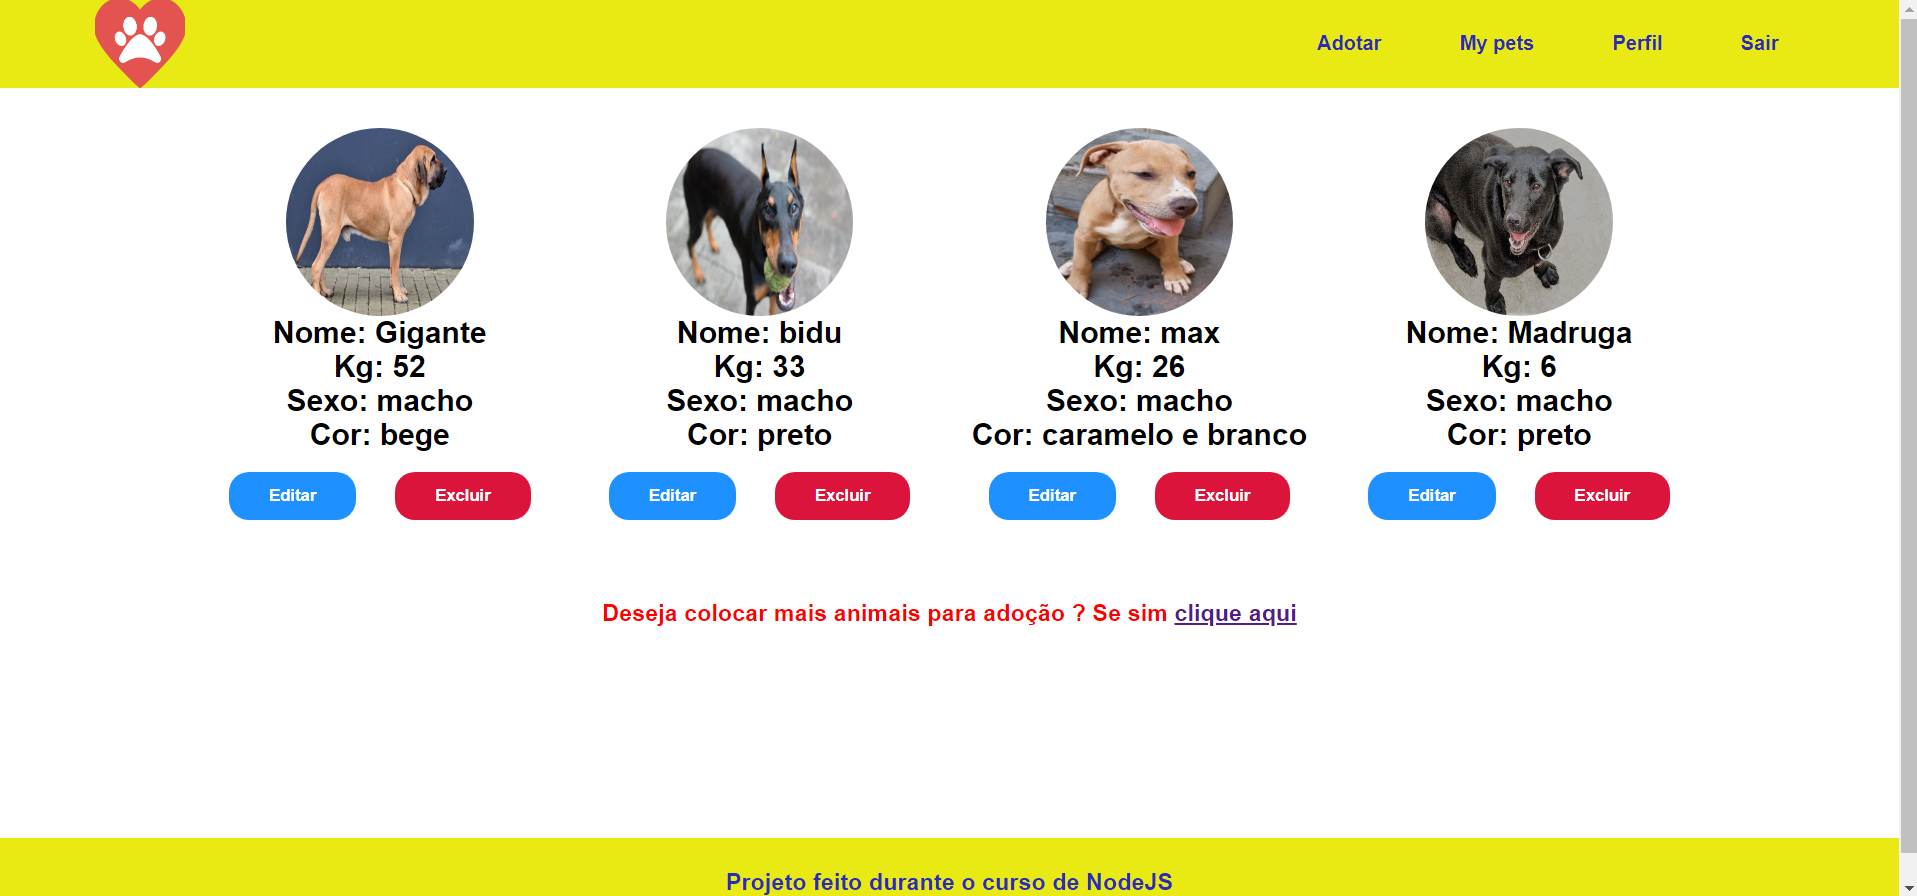 Adotar My pets Perfil Sair
Nome: Gigante
Kg: 52
Sexo: macho
Cor: bege
Editar Excluir
Nome: bidu
Kg: 33
Sexo: macho
Cor: preto
Editar Excluir
Nome: max
Kg: 26
Sexo: macho
Cor: caramelo e branco
Editar Excluir
Nome: Madruga
Kg: 6
Sexo: macho
Cor: preto
Editar Excluir
Deseja colocar mais animais para adoção ? Se sim clique aqui
Projeto feito durante o curso de NodeJS